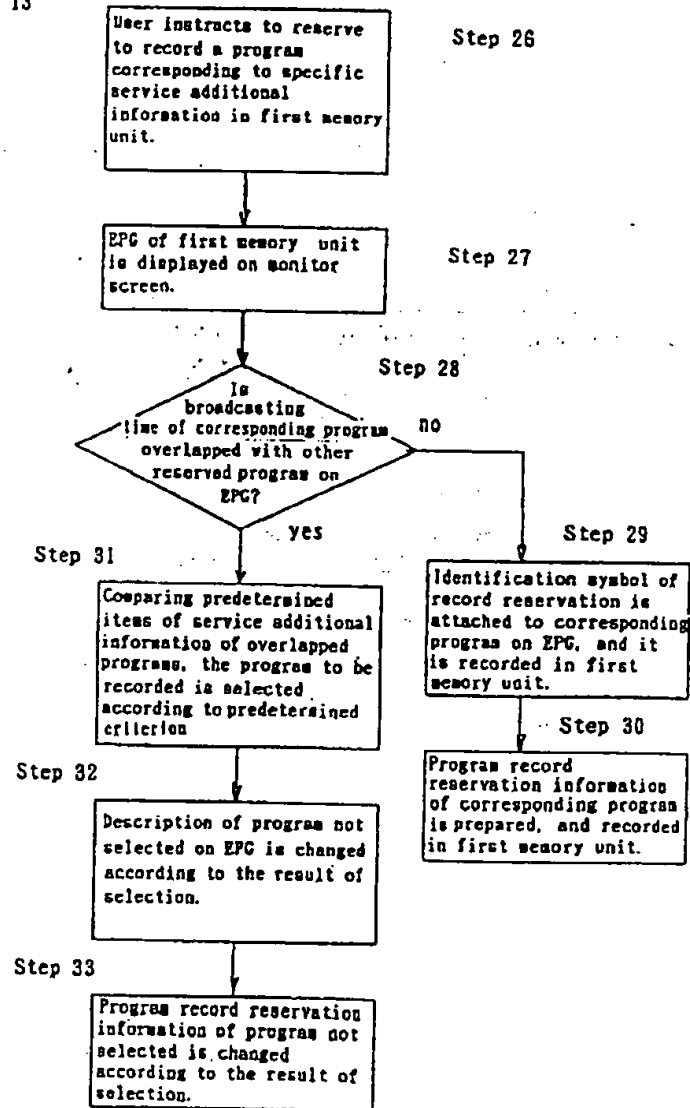 13
User instructs to reserve
to record a program
corresponding to specific
service additional
information in first memory
unit.
Step 26
EPG of first memory unit
is displayed on monitor
screen.
Step 27
Step 28
Is
broadcasting
time of corresponding program
overlapped with other
reserved program on
EPG?
no
yes
Step 29
Identification symbol of
record reservation is
attached to corresponding
program on EPG, and it
is recorded in first
memory unit.
Step 30
Program record
reservation information
of corresponding program
is prepared, and recorded
in first memory unit.
Step 31
Comparing predetermined
items of service additional
information of overlapped
programs, the program to be
recorded is selected
according to predetermined
criterion
Step 32
Description of program not
selected on EPG is changed
according to the result of
selection.
Step 33
Program record reservation
information of program not
selected is changed
according to the result of
selection.